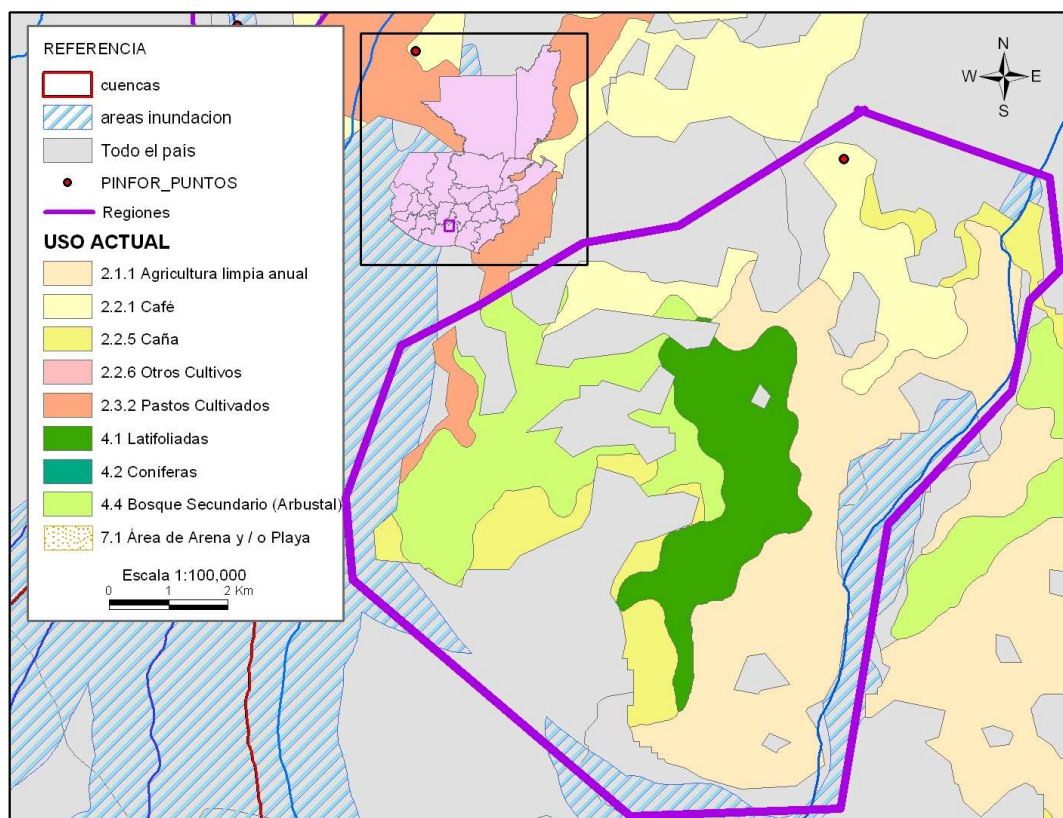 REFERENCIA
cuencas
areas inundacion
Todo el país
PINFOR_PUNTOS
Regiones
USO ACTUAL
2.1.1 Agricultura limpia anual
2.2.1 Café
2.2.5 Caña
2.2.6 Otros Cultivos
2.3.2 Pastos Cultivados
4.1 Latifoliadas
4.2 Coníferas
4.4 Bosque Secundario (Arbustal)
7.1 Área de Arena y / o Playa
Escala 1:100,000
0 1 2 Km
N
W E
S